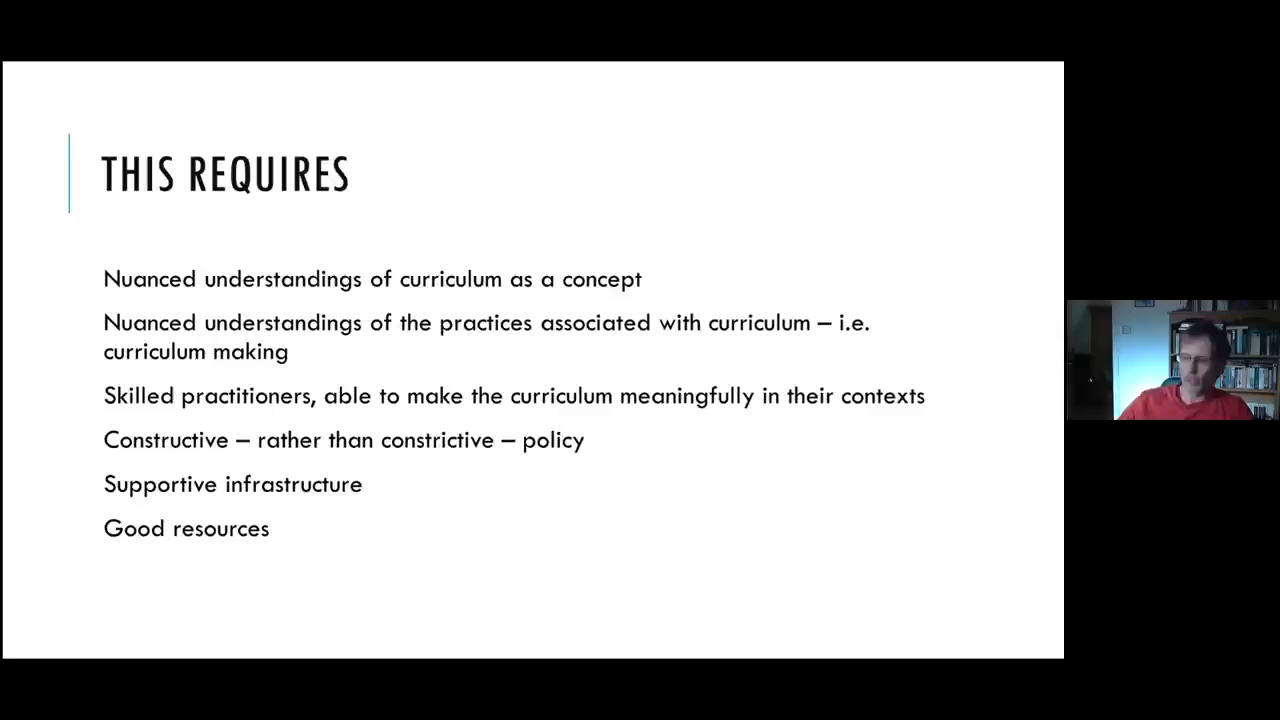 THIS REQUIRES
Nuanced understandings of curriculum as a concept
Nuanced understandings of the practices associated with curriculum – i.e.
curriculum making
Skilled practitioners, able to make the curriculum meaningfully in their contexts
Constructive – rather than constrictive – policy
Supportive infrastructure
Good resources